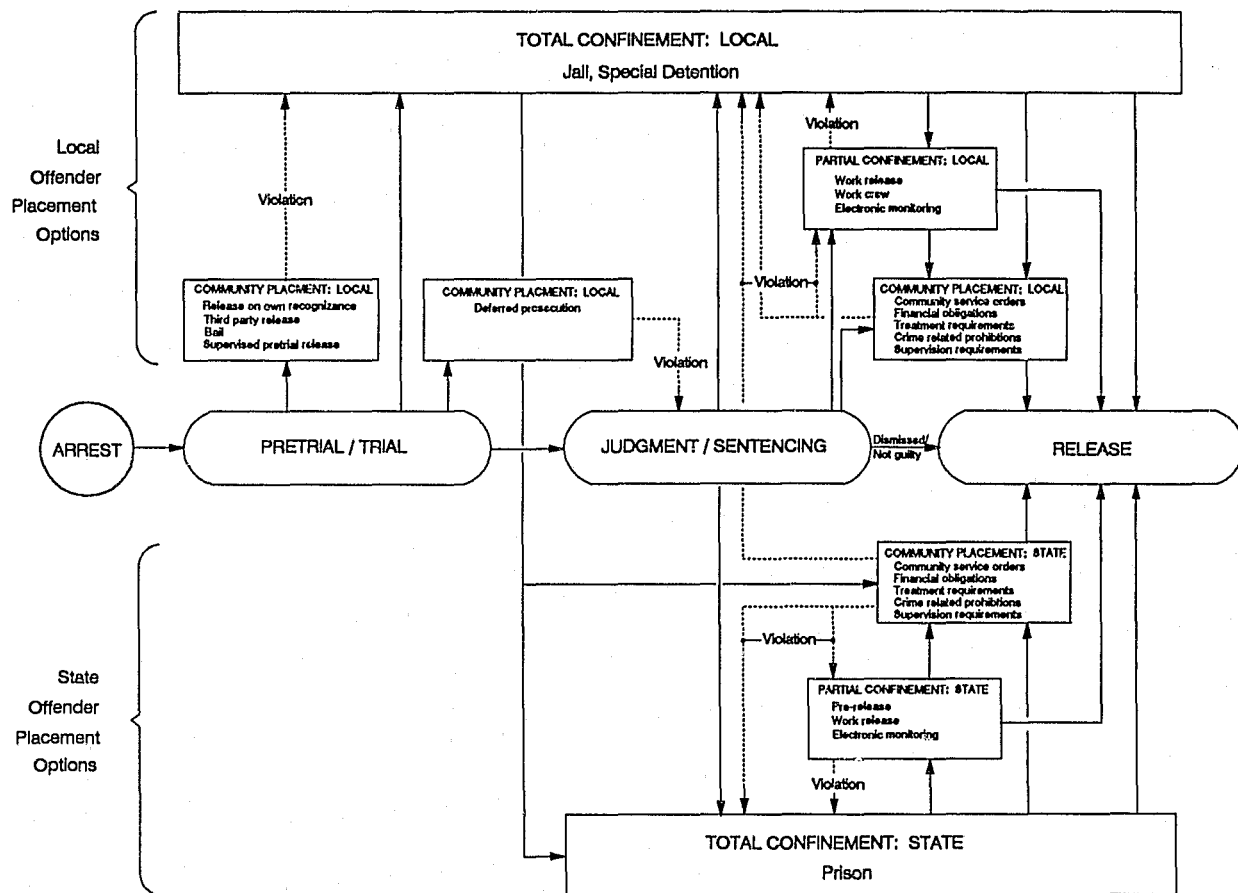 TOTAL CONFINEMENT: LOCAL
Jail, Special Detention
Local
Offender
Placement
Options
Violation
Violation
PARTIAL CONFINEMENT: LOCAL
Work release
Work crew
Electronic monitoring
Violation
COMMUNITY PLACMENT: LOCAL
Release on own recognizance
Third party release
Bail
Supervised pretrial release
COMMUNITY PLACMENT: LOCAL
Deferred prosecution
Violation
COMMUNITY PLACEMENT: LOCAL
Community service orders
Financial obligations
Treatment requirements
Crime related prohibtions
Supervision requirements
ARREST
PRETRIAL / TRIAL
JUDGMENT / SENTENCING
Dismissed/
Not guilty
RELEASE
State
Offender
Placement
Options
COMMUNITY PLACEMENT: STATE
Community service orders
Financial obligations
Treatment requirements
Crime related prohibtions
Supervision requirements
Violation
PARTIAL CONFINEMENT: STATE
Pre-release
Work release
Electronic monitoring
Violation
TOTAL CONFINEMENT: STATE
Prison